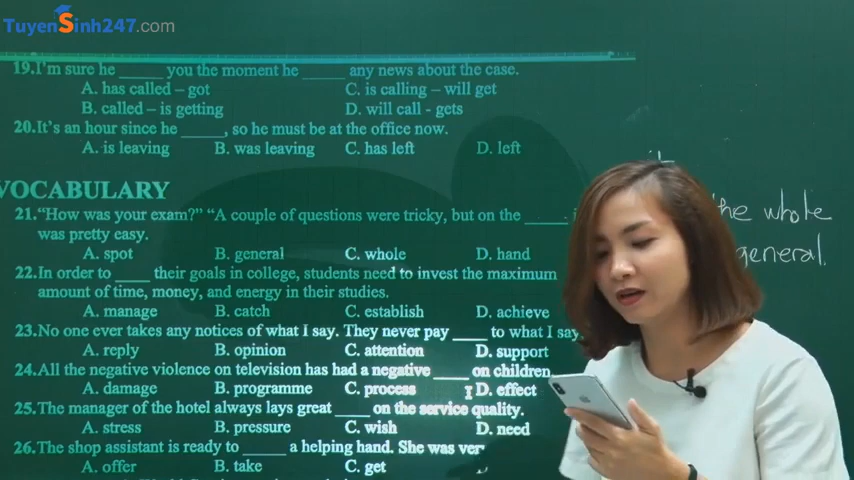 TuyenSinh247.com
19.I'm sure he _____ you the moment he _____ any news about the case.
A. has called – got
C. is calling – will get
B. called – is getting
D. will call - gets
20.It's an hour since he _____, so he must be at the office now.
A. is leaving B. was leaving C. has left D. left
VOCABULARY
21."How was your exam?" "A couple of questions were tricky, but on the _____
was pretty easy.
A. spot B. general C. whole D. hand
22.In order to _____ their goals in college, students need to invest the maximum
amount of time, money, and energy in their studies.
A. manage B. catch C. establish D. achieve
23.No one ever takes any notices of what I say. They never pay _____ to what I say
A. reply B. opinion C. attention D. support
24.All the negative violence on television has had a negative _____ on children.
A. damage B. programme C. process D. effect
25.The manager of the hotel always lays great _____ on the service quality.
A. stress B. pressure C. wish D. need
26.The shop assistant is ready to _____ a helping hand. She was very
A. offer B. take C. get
the whole
general.